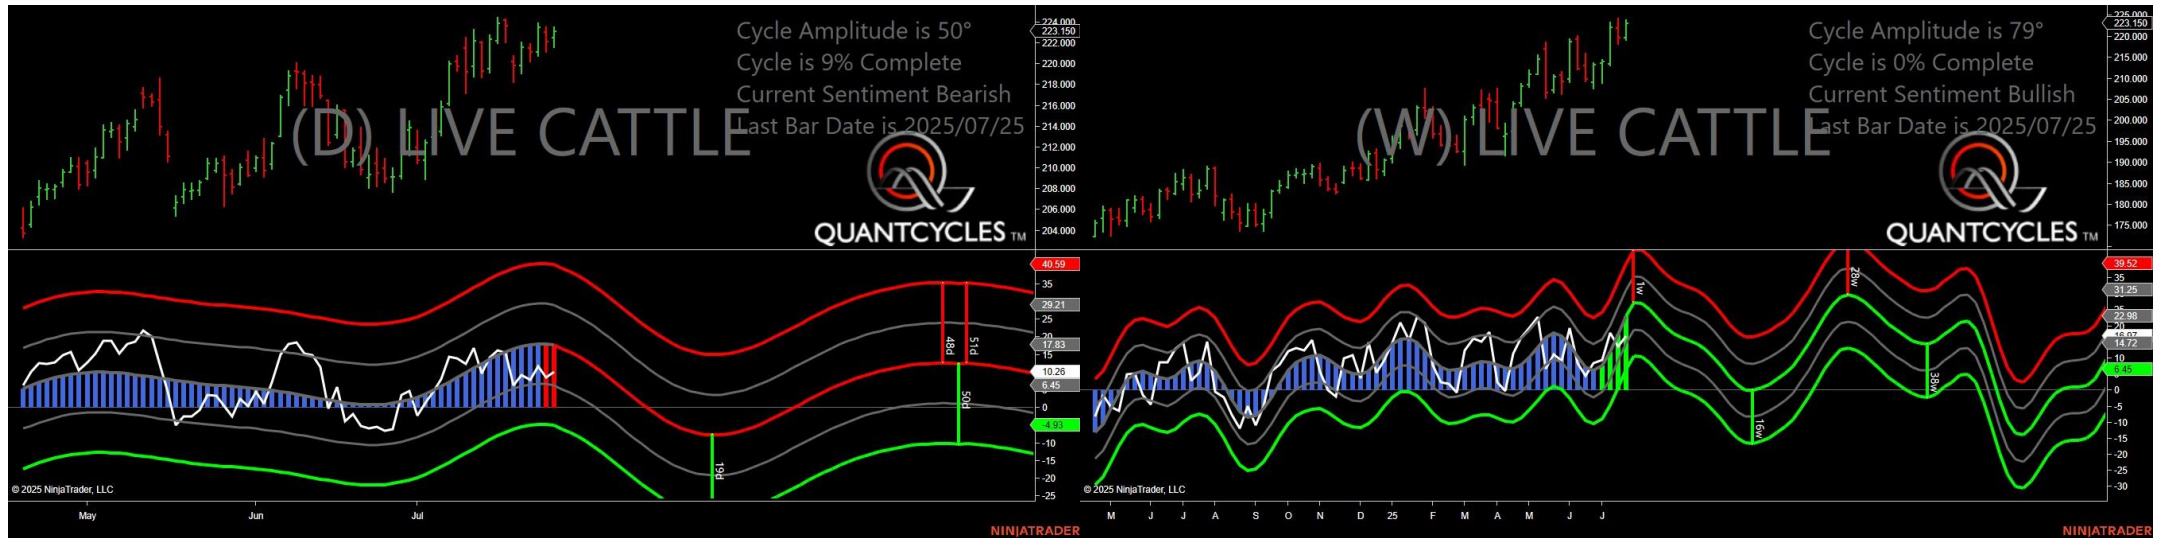 Cycle Amplitude is 50°
Cycle is 9% Complete
Current Sentiment Bearish
Last Bar Date is 2025/07/25
(D) LIVE CATTLE
QUANTCYCLES TM
224.000
223.150
222.000
220.000
218.000
216.000
214.000
212.000
210.000
208.000
206.000
204.000
40.59
35
29.21
25
20
17.83
15
10.26
6.45
0
-4.93
-10
-15
-20
-25
48d
51d
50d
19d
© 2025 NinjaTrader, LLC
May
Jun
Jul
NINJATRADER
Cycle Amplitude is 79°
Cycle is 0% Complete
Current Sentiment Bullish
Last Bar Date is 2025/07/25
(W) LIVE CATTLE
QUANTCYCLES TM
225.000
223.150
220.000
215.000
210.000
205.000
200.000
195.000
190.000
185.000
180.000
175.000
39.52
35
31.25
22.98
20
14.72
10
6.45
0
-5
-10
-15
-20
-25
-30
1w
28w
16w
38w
© 2025 NinjaTrader, LLC
M
J
J
A
S
O
N
D
25
F
M
A
M
J
J
NINJATRADER